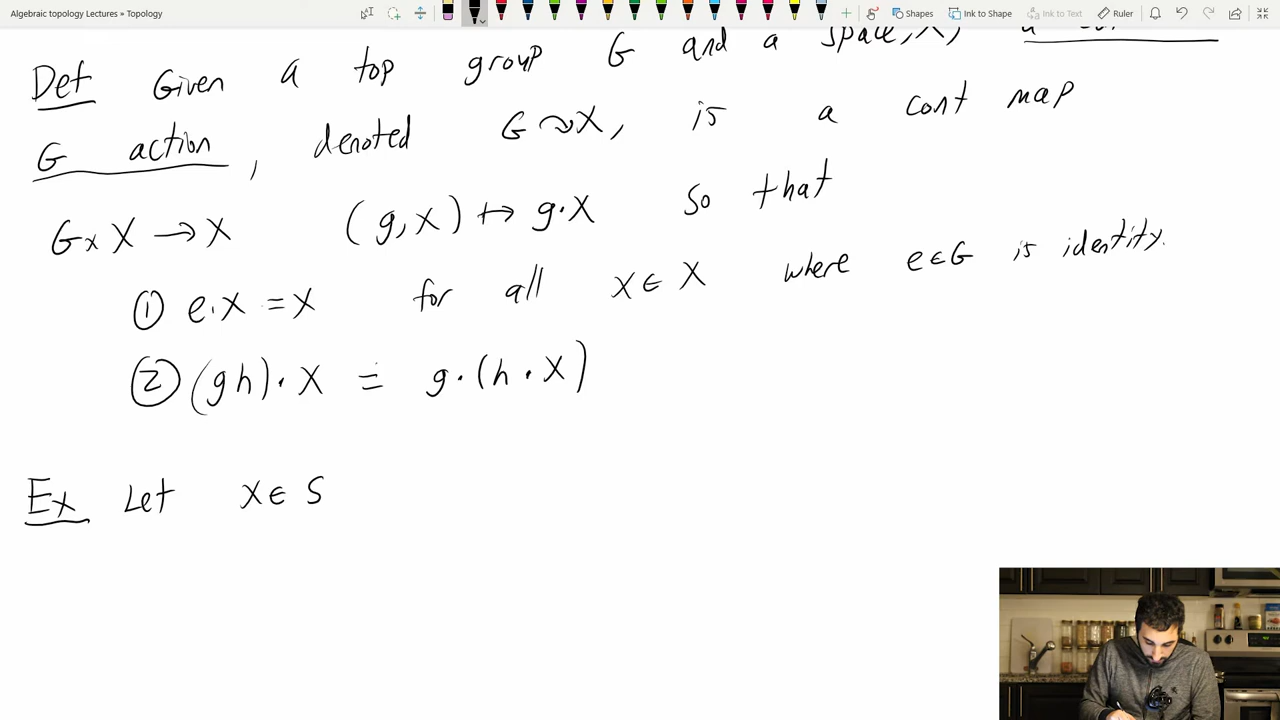 Algebraic topology Lectures » Topology
Shapes Ink to Shape Ink to Text Ruler
Def Given a top group G and a space, X, a
G action, denoted G ↷ X, is a cont map
G × X → X (g, x) ↦ g·x so that
① e·x = x for all x ∈ X where e ∈ G is identity.
② (gh)·x = g·(h·x)
Ex Let x ∈ S